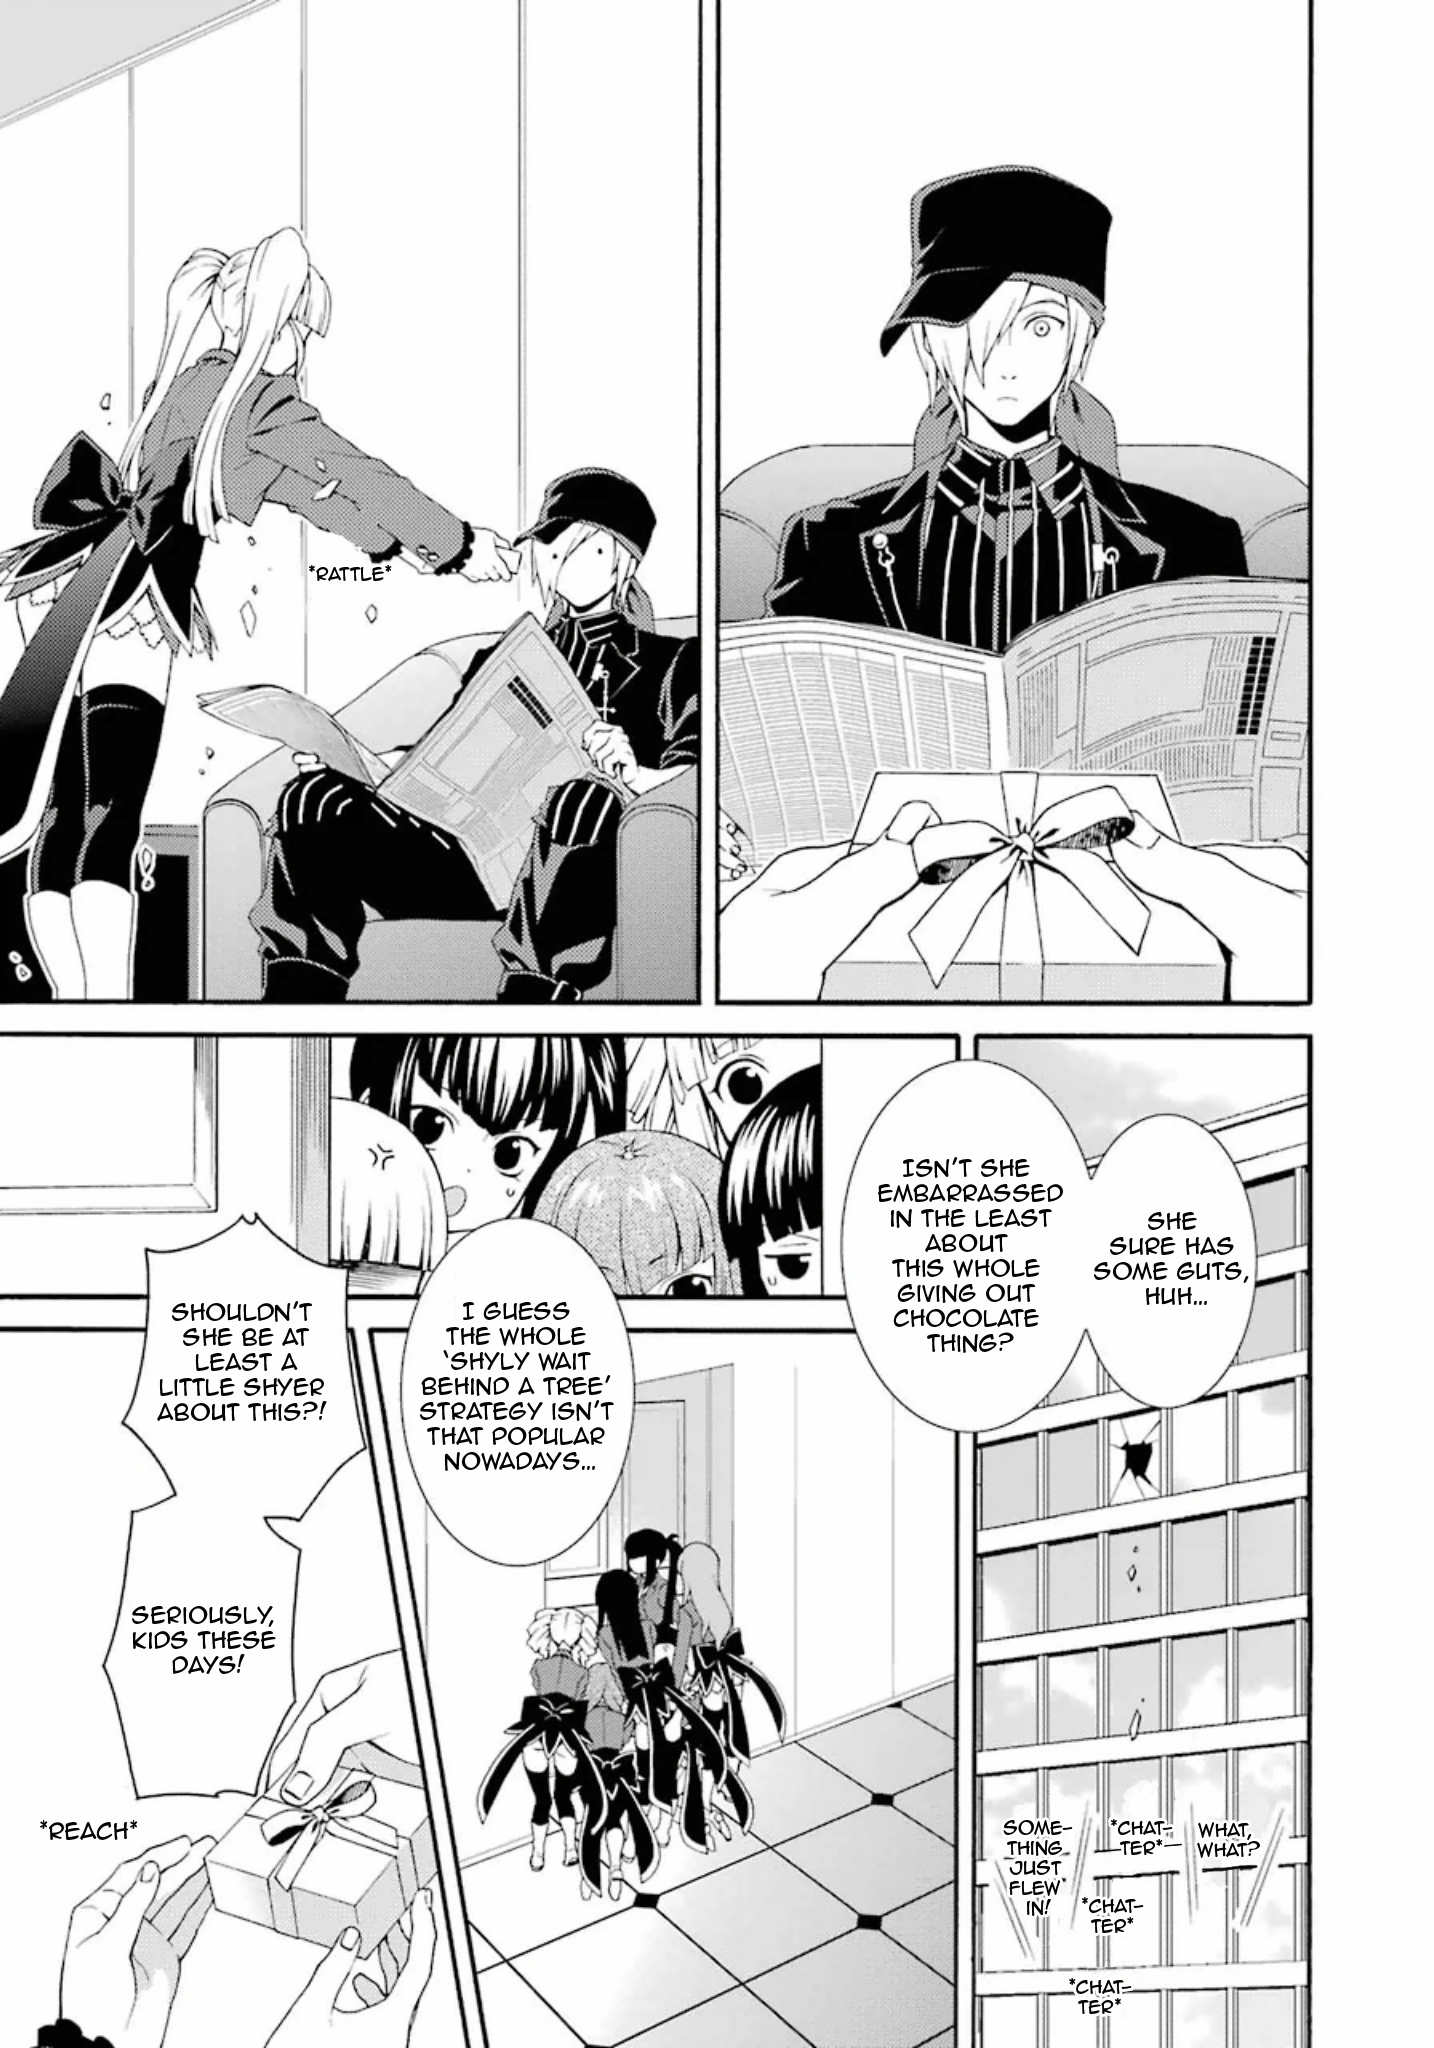 *RATTLE*
SHE
SURE HAS
SOME GUTS,
HUH...
ISN'T SHE
EMBARRASSED
IN THE LEAST
ABOUT
THIS WHOLE
GIVING OUT
CHOCOLATE
THING?
WHAT,
WHAT?
*CHAT-
TER*
SOME-
THING
JUST
FLEW
IN!
*CHAT-
TER*
*CHAT-
TER*
I GUESS
THE WHOLE
'SHYLY WAIT
BEHIND A TREE'
STRATEGY ISN'T
THAT POPULAR
NOWADAYS...
SHOULDN'T
SHE BE AT
LEAST A
LITTLE SHYER
ABOUT THIS?!
SERIOUSLY,
KIDS THESE
DAYS!
*REACH*